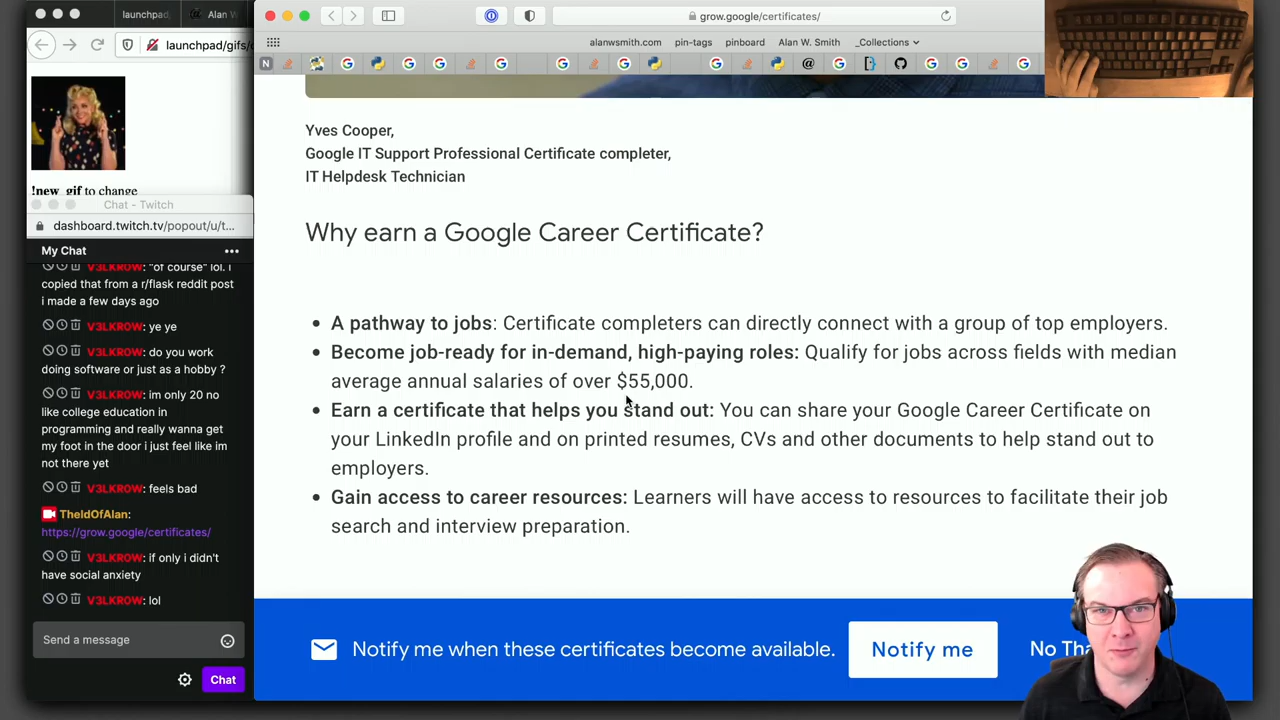 launchpad,
Alan W
launchpad/gifs/
!new_gif to change
Chat - Twitch
dashboard.twitch.tv/popout/u/t...
My Chat
V3LKR0W: "of course" lol. i
copied that from a r/flask reddit post
i made a few days ago
V3LKR0W: ye ye
V3LKR0W: do you work
doing software or just as a hobby ?
V3LKR0W: im only 20 no
like college education in
programming and really wanna get
my foot in the door i just feel like im
not there yet
V3LKR0W: feels bad
TheIdOfAlan:
https://grow.google/certificates/
V3LKR0W: if only i didn't
have social anxiety
V3LKR0W: lol
Send a message
Chat
grow.google/certificates/
alanwsmith.com pin-tags pinboard Alan W. Smith _Collections
Yves Cooper,
Google IT Support Professional Certificate completer,
IT Helpdesk Technician
Why earn a Google Career Certificate?
• A pathway to jobs: Certificate completers can directly connect with a group of top employers.
• Become job-ready for in-demand, high-paying roles: Qualify for jobs across fields with median
average annual salaries of over $55,000.
• Earn a certificate that helps you stand out: You can share your Google Career Certificate on
your LinkedIn profile and on printed resumes, CVs and other documents to help stand out to
employers.
• Gain access to career resources: Learners will have access to resources to facilitate their job
search and interview preparation.
Notify me when these certificates become available.
Notify me
No Tha